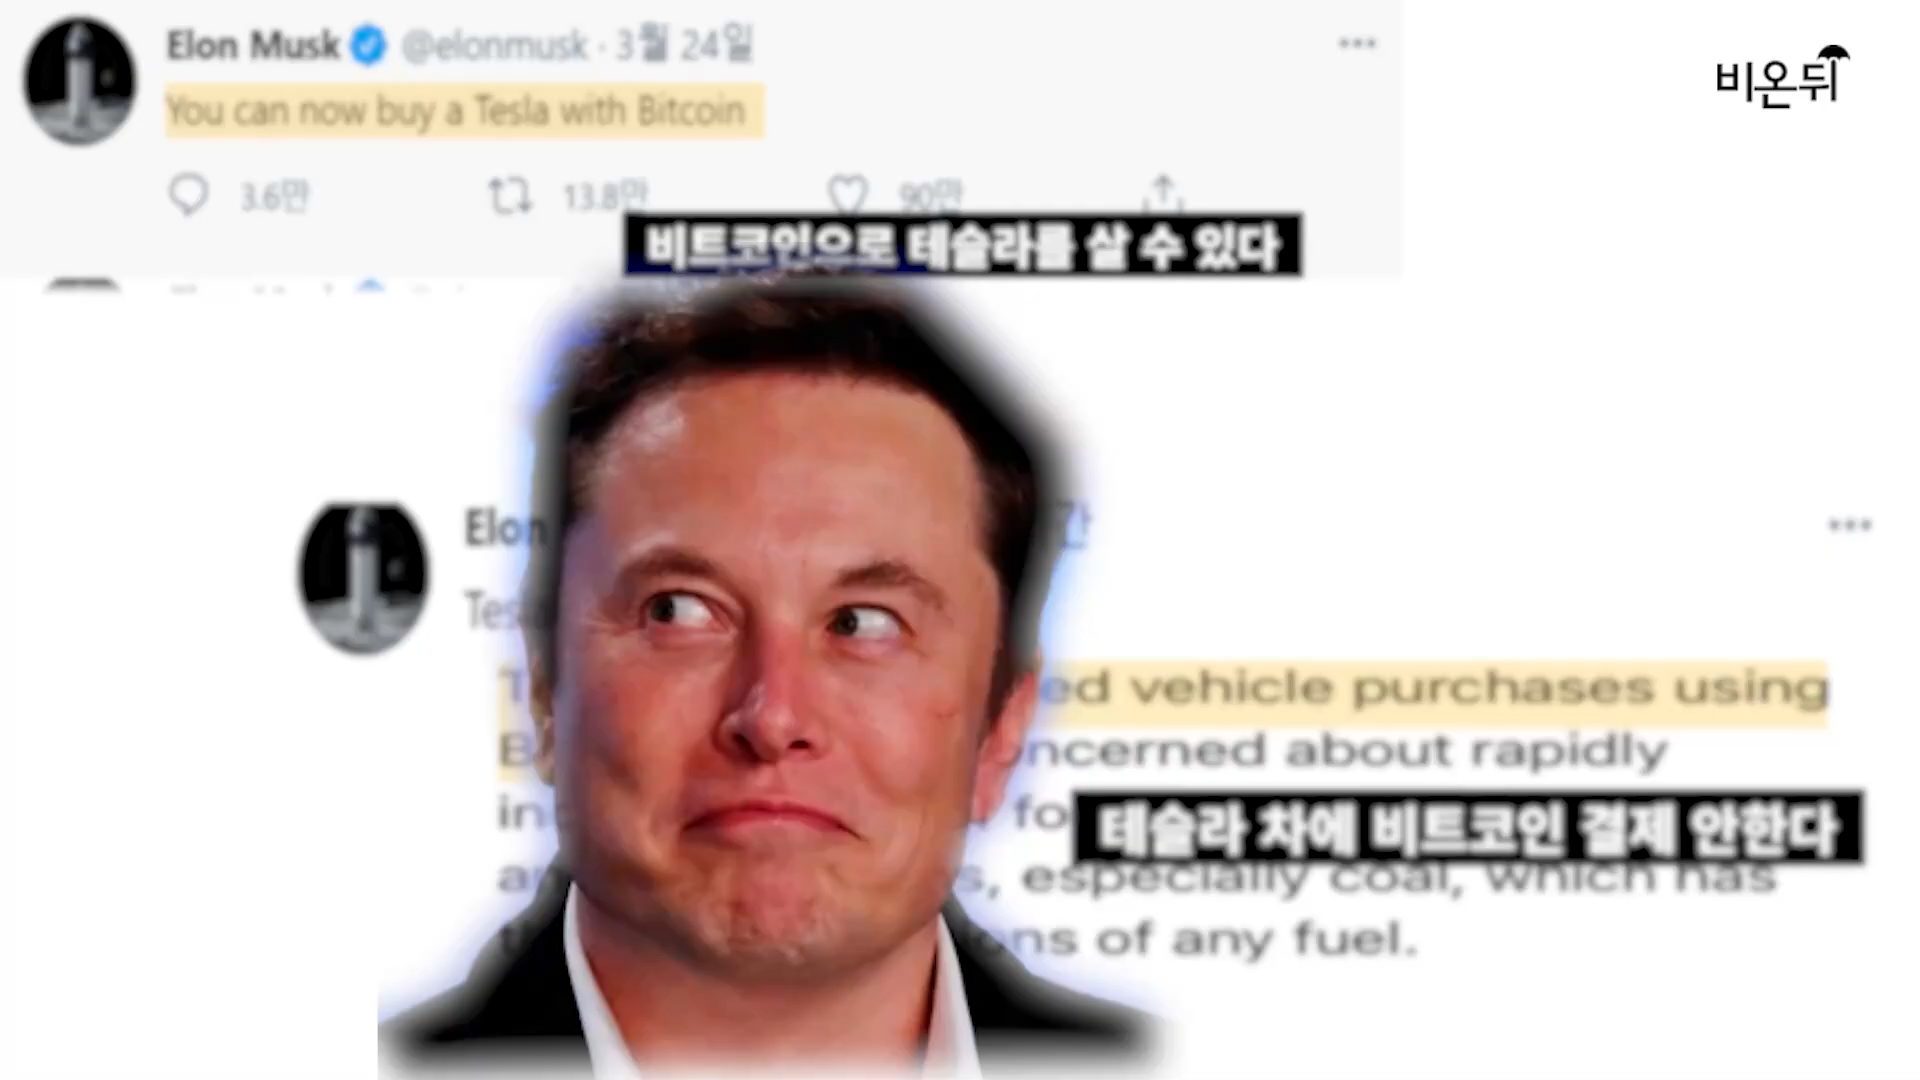 Elon Musk @elonmusk · 3월 24일
비온뒤
You can now buy a Tesla with Bitcoin
3.6만 13.8만 90만
비트코인으로 테슬라를 살 수 있다
Elon
ed vehicle purchases using
ncerned about rapidly
테슬라 차에 비트코인 결제 안한다
s, especially coal, which has
ons of any fuel.